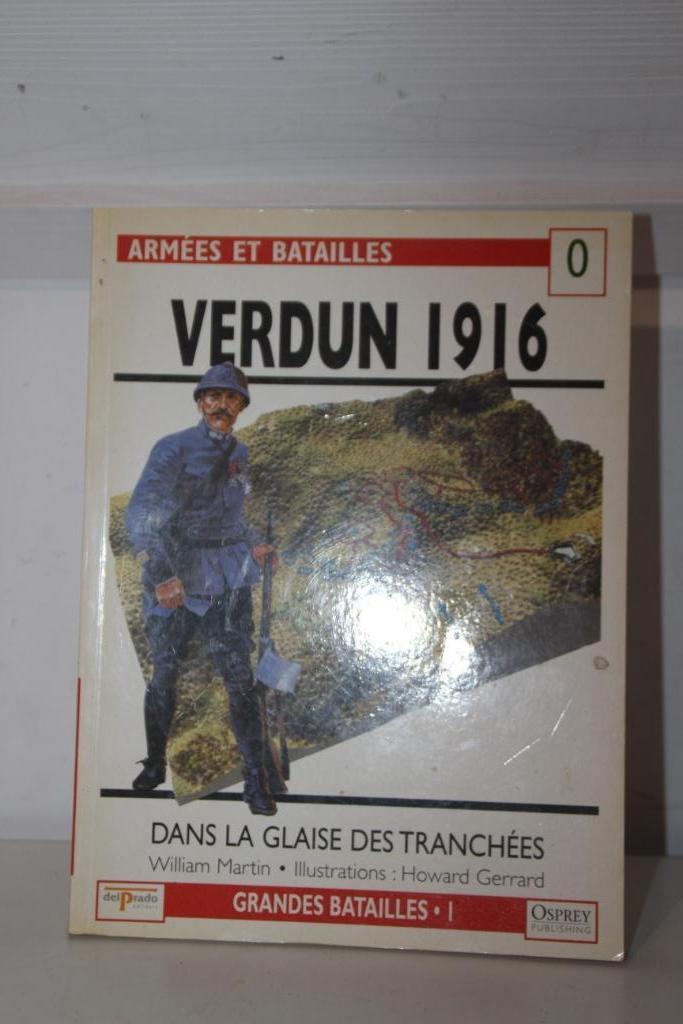 ARMÉES ET BATAILLES
0
VERDUN 1916
DANS LA GLAISE DES TRANCHÉES
William Martin • Illustrations : Howard Gerrard
delPrado
GRANDES BATAILLES • I
OSPREY
PUBLISHING